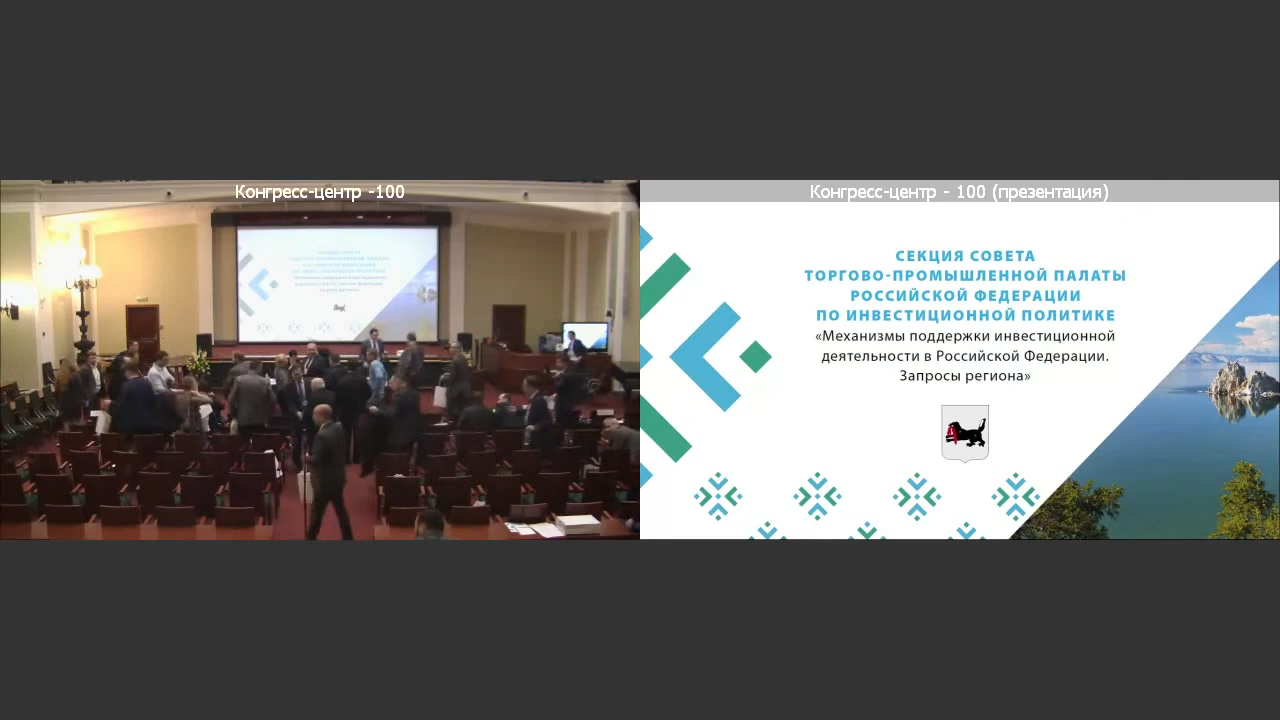 Конгресс-центр -100
Конгресс-центр - 100 (презентация)
СЕКЦИЯ СОВЕТА
ТОРГОВО-ПРОМЫШЛЕННОЙ ПАЛАТЫ
РОССИЙСКОЙ ФЕДЕРАЦИИ
ПО ИНВЕСТИЦИОННОЙ ПОЛИТИКЕ
«Механизмы поддержки инвестиционной
деятельности в Российской Федерации.
Запросы региона»